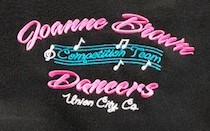 Joanne Brown
Competition Team
Dancers
Union City Ca.